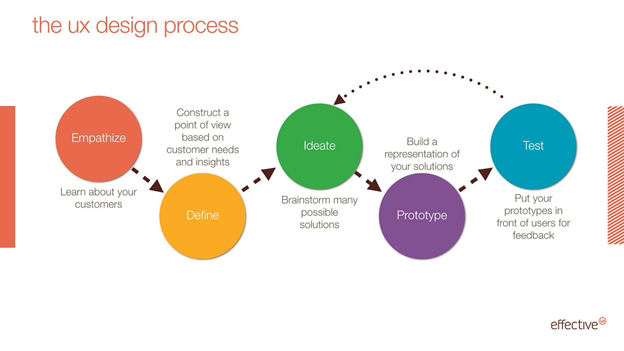 the ux design process
Empathize
Learn about your
customers
Construct a
point of view
based on
customer needs
and insights
Define
Ideate
Brainstorm many
possible
solutions
Build a
representation of
your solutions
Prototype
Test
Put your
prototypes in
front of users for
feedback
effective